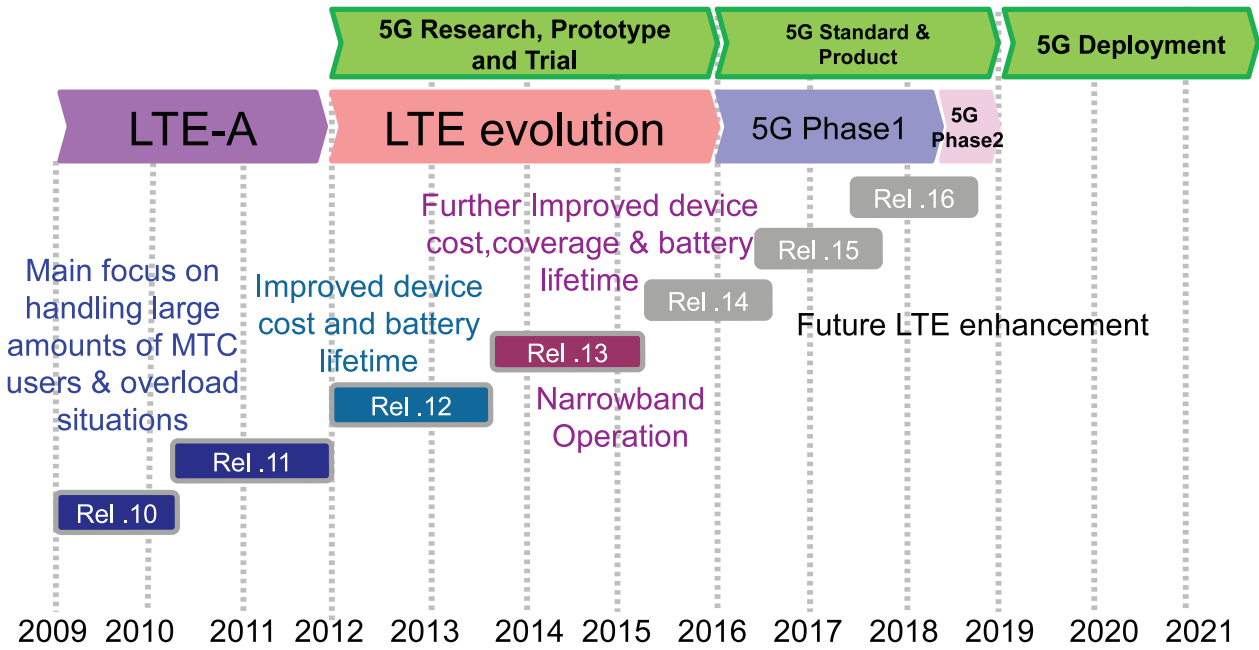 5G Research, Prototype
and Trial
5G Standard &
Product
5G Deployment
LTE-A
LTE evolution
5G Phase1
5G
Phase2
Rel .16
Further Improved device
cost,coverage & battery
lifetime
Rel .15
Main focus on
handling large
amounts of MTC
users & overload
situations
Improved device
cost and battery
lifetime
Rel .14
Future LTE enhancement
Rel .13
Narrowband
Operation
Rel .12
Rel .11
Rel .10
2009 2010 2011 2012 2013 2014 2015 2016 2017 2018 2019 2020 2021